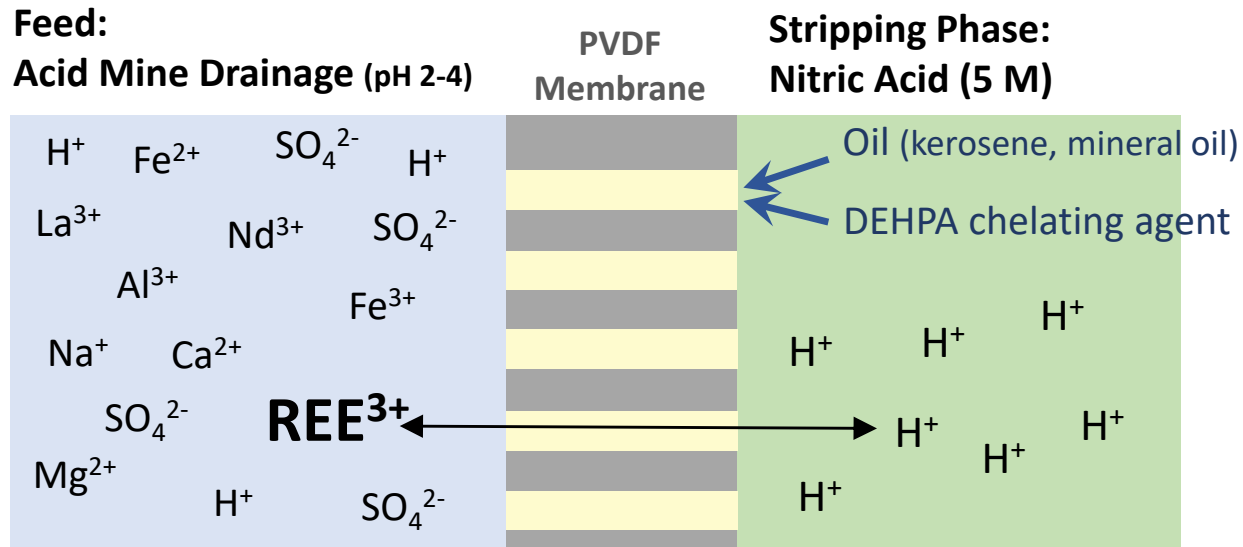 Feed:
Acid Mine Drainage (pH 2-4)
PVDF
Membrane
Stripping Phase:
Nitric Acid (5 M)
H⁺
Fe²⁺
SO₄²⁻
H⁺
La³⁺
Nd³⁺
SO₄²⁻
Al³⁺
Fe³⁺
Na⁺
Ca²⁺
SO₄²⁻
REE³⁺
Mg²⁺
H⁺
SO₄²⁻
Oil (kerosene, mineral oil)
DEHPA chelating agent
H⁺
H⁺
H⁺
H⁺
H⁺
H⁺
H⁺